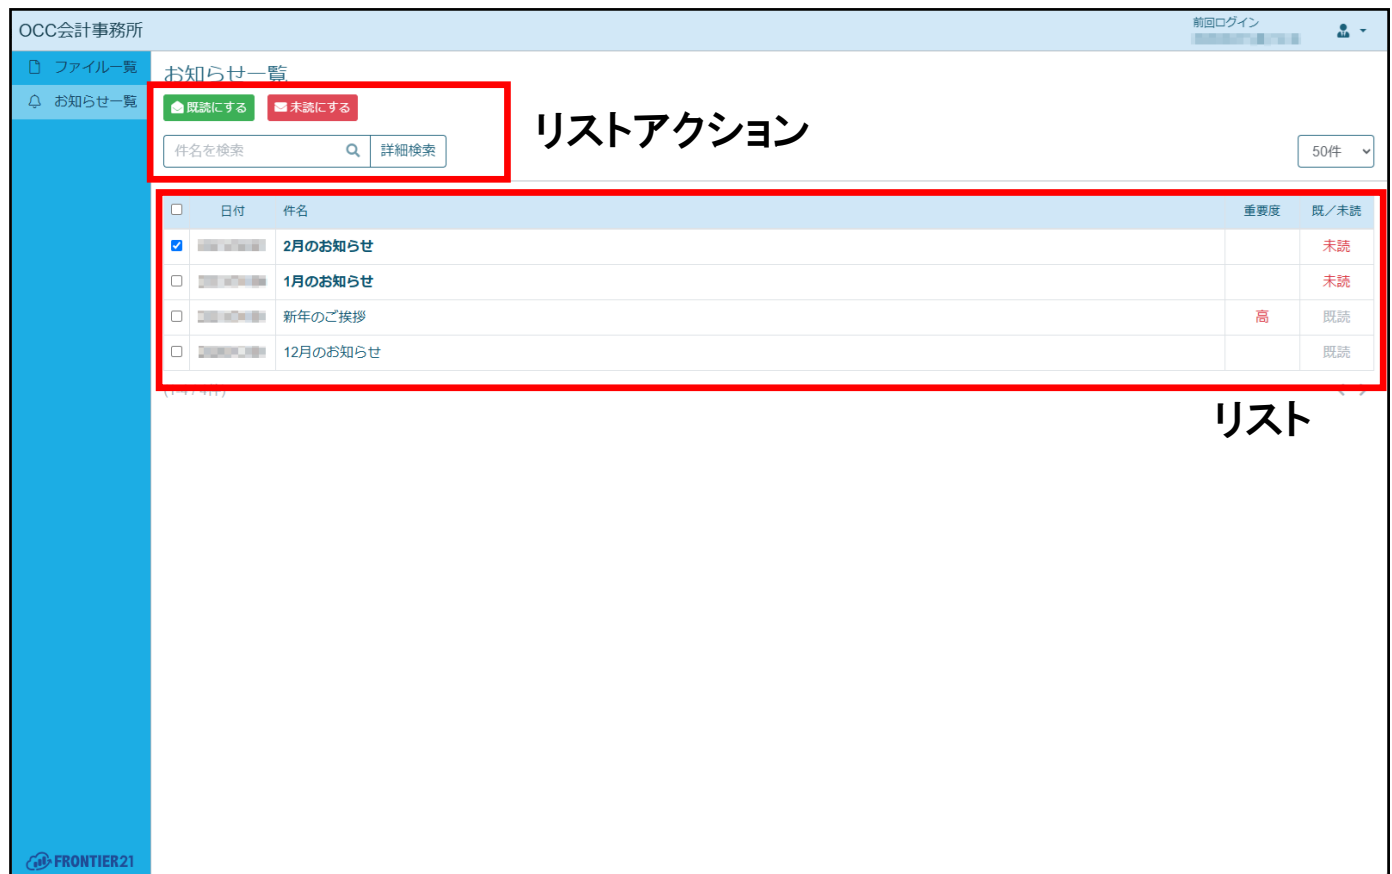 OCC会計事務所
前回ログイン
ファイル一覧
お知らせ一覧
お知らせ一覧
既読にする
未読にする
リストアクション
件名を検索
詳細検索
50件
日付
件名
重要度
既/未読
2月のお知らせ
未読
1月のお知らせ
未読
新年のご挨拶
高
既読
12月のお知らせ
既読
リスト
FRONTIER21